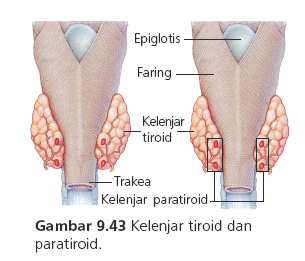 Epiglotis
Faring
Kelenjar
tiroid
Trakea
Kelenjar paratiroid
Gambar 9.43 Kelenjar tiroid dan
paratiroid.